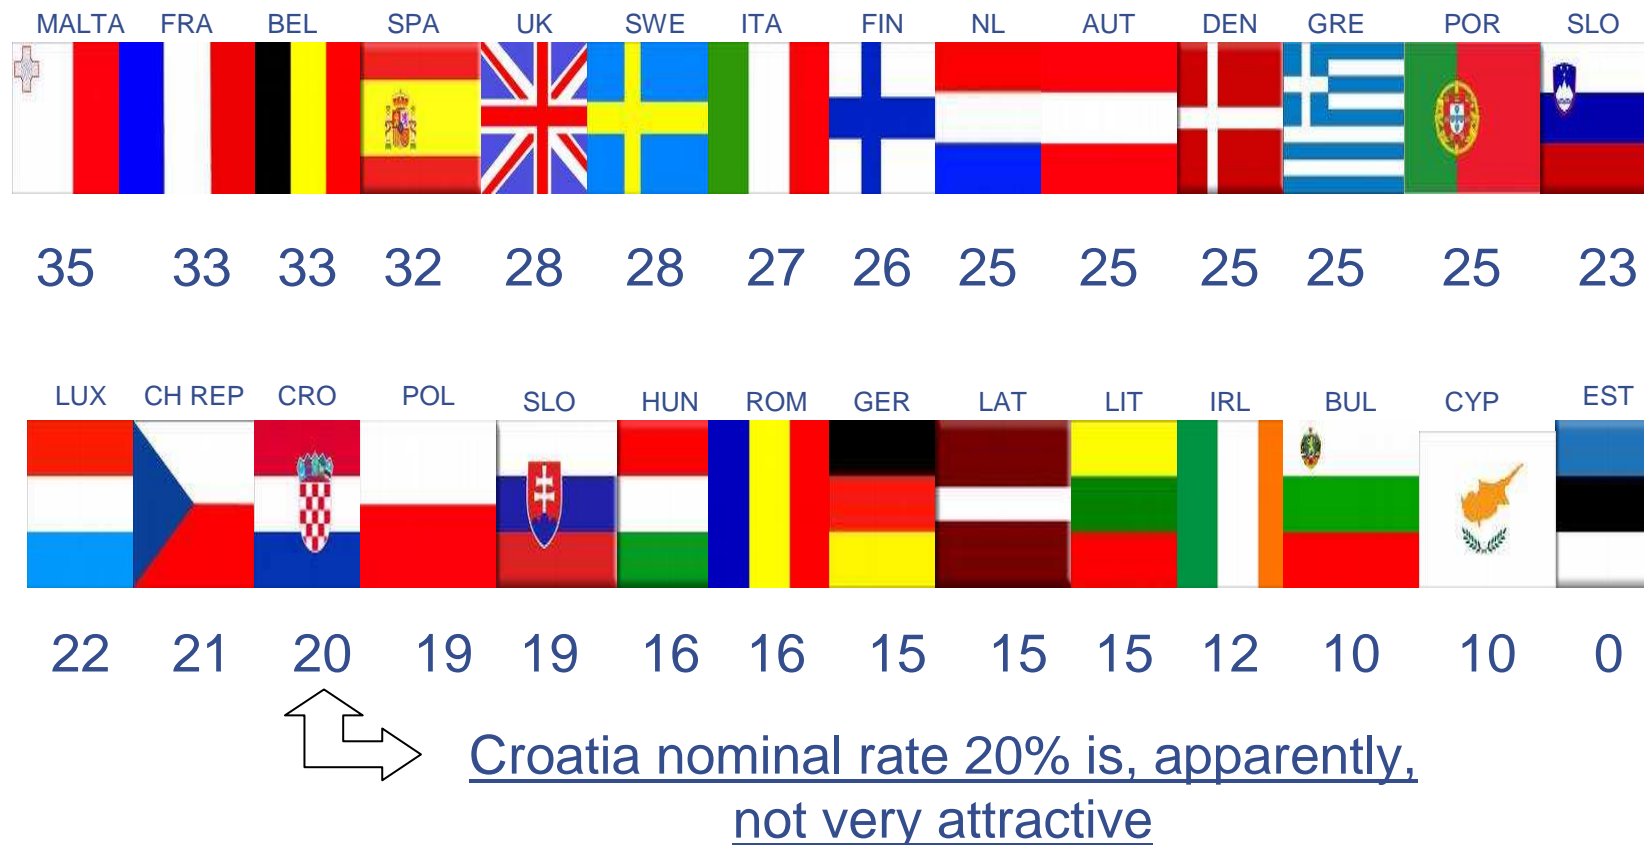 MALTA FRA BEL SPA UK SWE ITA FIN NL AUT DEN GRE POR SLO
35 33 33 32 28 28 27 26 25 25 25 25 25 23
LUX CH REP CRO POL SLO HUN ROM GER LAT LIT IRL BUL CYP EST
22 21 20 19 19 16 16 15 15 15 12 10 10 0
Croatia nominal rate 20% is, apparently,
not very attractive